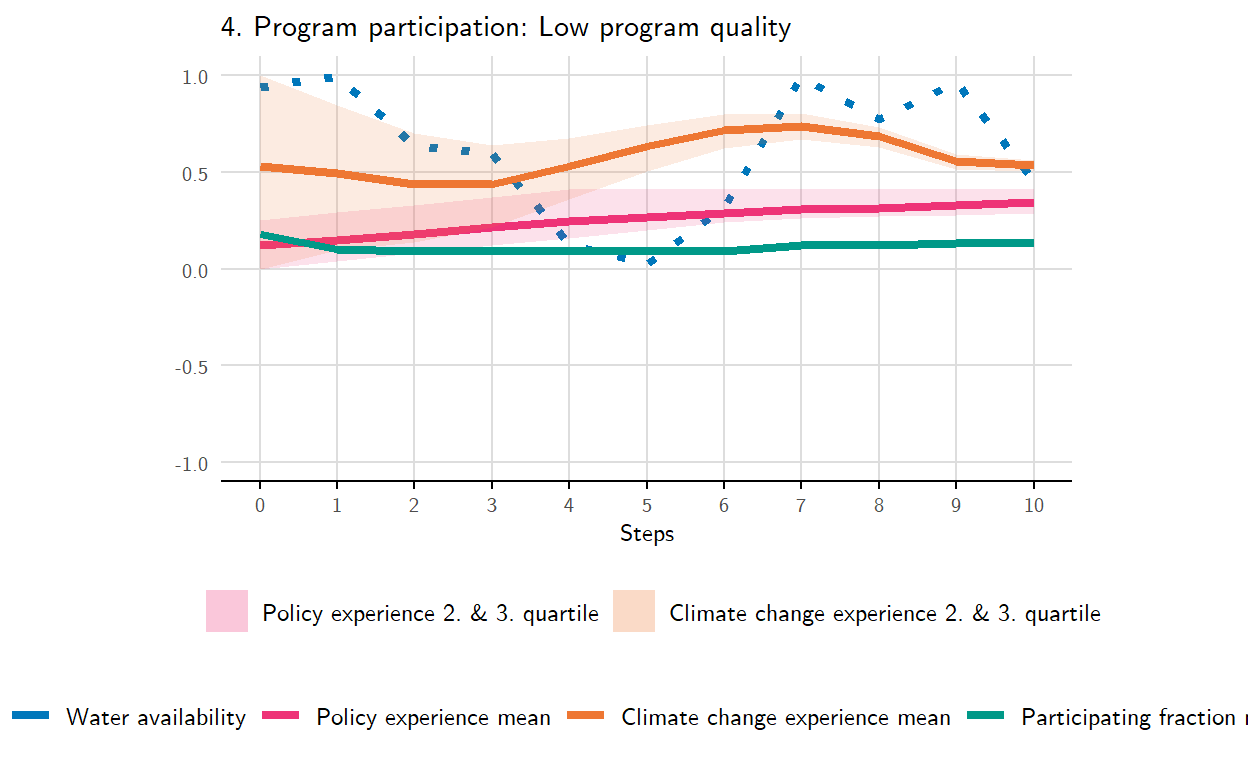 4. Program participation: Low program quality
1.0
0.5
0.0
-0.5
-1.0
0 1 2 3 4 5 6 7 8 9 10
Steps
Policy experience 2. & 3. quartile Climate change experience 2. & 3. quartile
Water availability Policy experience mean Climate change experience mean Participating fraction